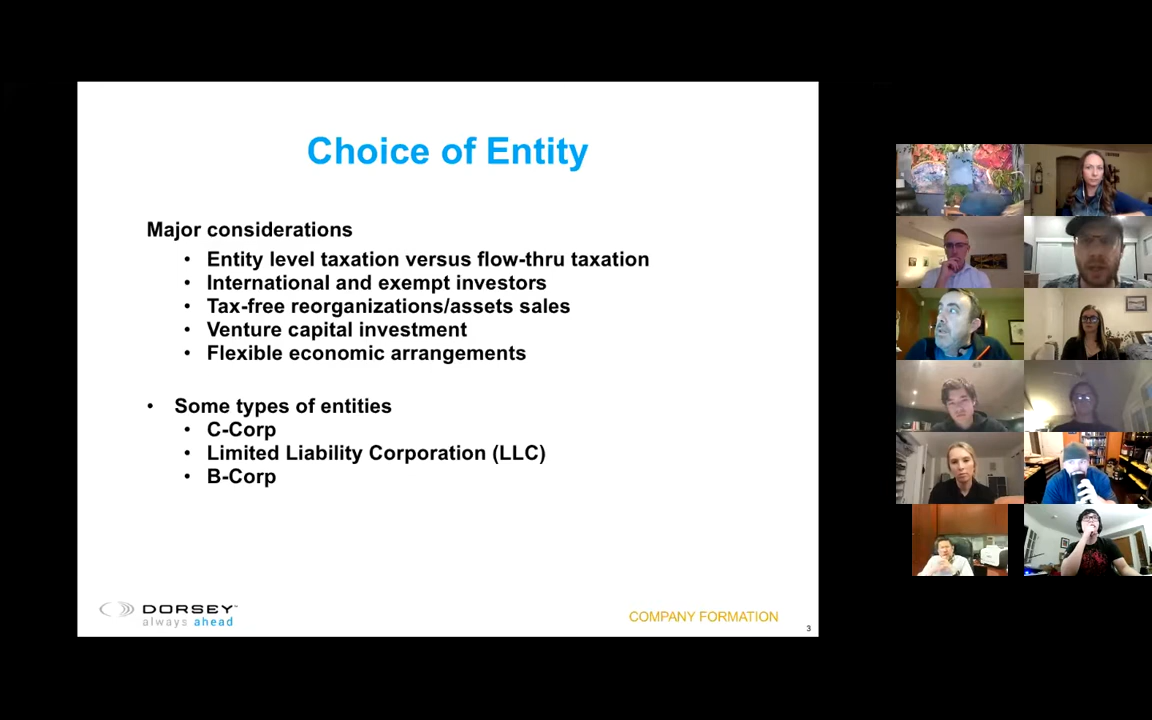 Choice of Entity
Major considerations
• Entity level taxation versus flow-thru taxation
• International and exempt investors
• Tax-free reorganizations/assets sales
• Venture capital investment
• Flexible economic arrangements
• Some types of entities
• C-Corp
• Limited Liability Corporation (LLC)
• B-Corp
DORSEY™
always ahead
COMPANY FORMATION
3